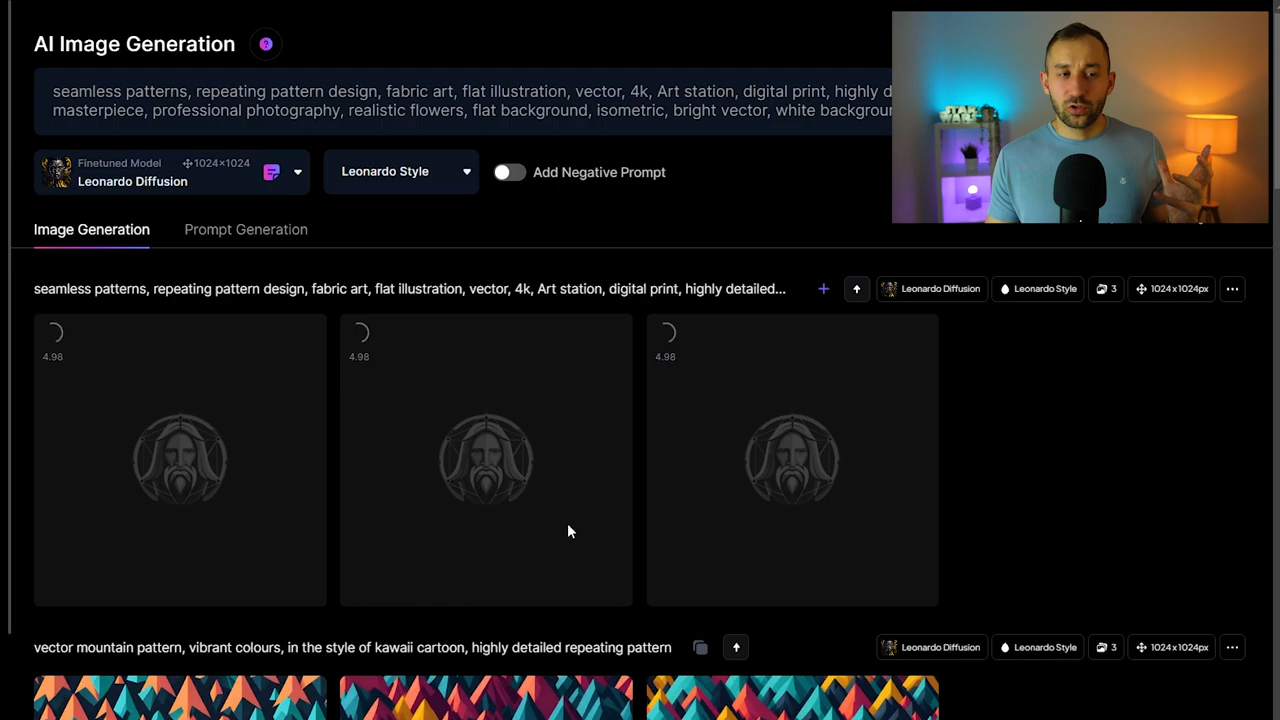 AI Image Generation
?
seamless patterns, repeating pattern design, fabric art, flat illustration, vector, 4k, Art station, digital print, highly d
masterpiece, professional photography, realistic flowers, flat background, isometric, bright vector, white backgroun
Finetuned Model 1024×1024
Leonardo Diffusion
Leonardo Style
Add Negative Prompt
Image Generation Prompt Generation
seamless patterns, repeating pattern design, fabric art, flat illustration, vector, 4k, Art station, digital print, highly detailed... + Leonardo Diffusion Leonardo Style 3 1024x1024px ...
4.98 4.98 4.98
vector mountain pattern, vibrant colours, in the style of kawaii cartoon, highly detailed repeating pattern Leonardo Diffusion Leonardo Style 3 1024x1024px ...